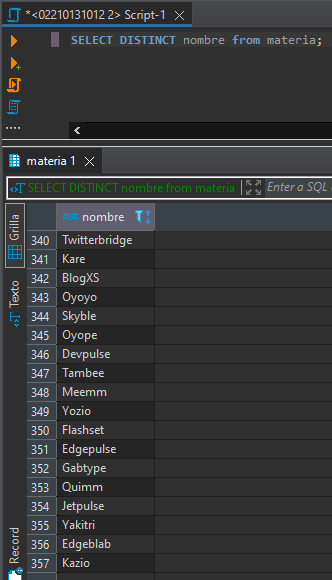 *<02210131012 2> Script-1
SELECT DISTINCT nombre from materia;
materia 1
SELECT DISTINCT nombre from materia
Enter a SQL
Grilla
Texto
Record
nombre
340 Twitterbridge
341 Kare
342 BlogXS
343 Oyoyo
344 Skyble
345 Oyope
346 Devpulse
347 Tambee
348 Meemm
349 Yozio
350 Flashset
351 Edgepulse
352 Gabtype
353 Quimm
354 Jetpulse
355 Yakitri
356 Edgeblab
357 Kazio